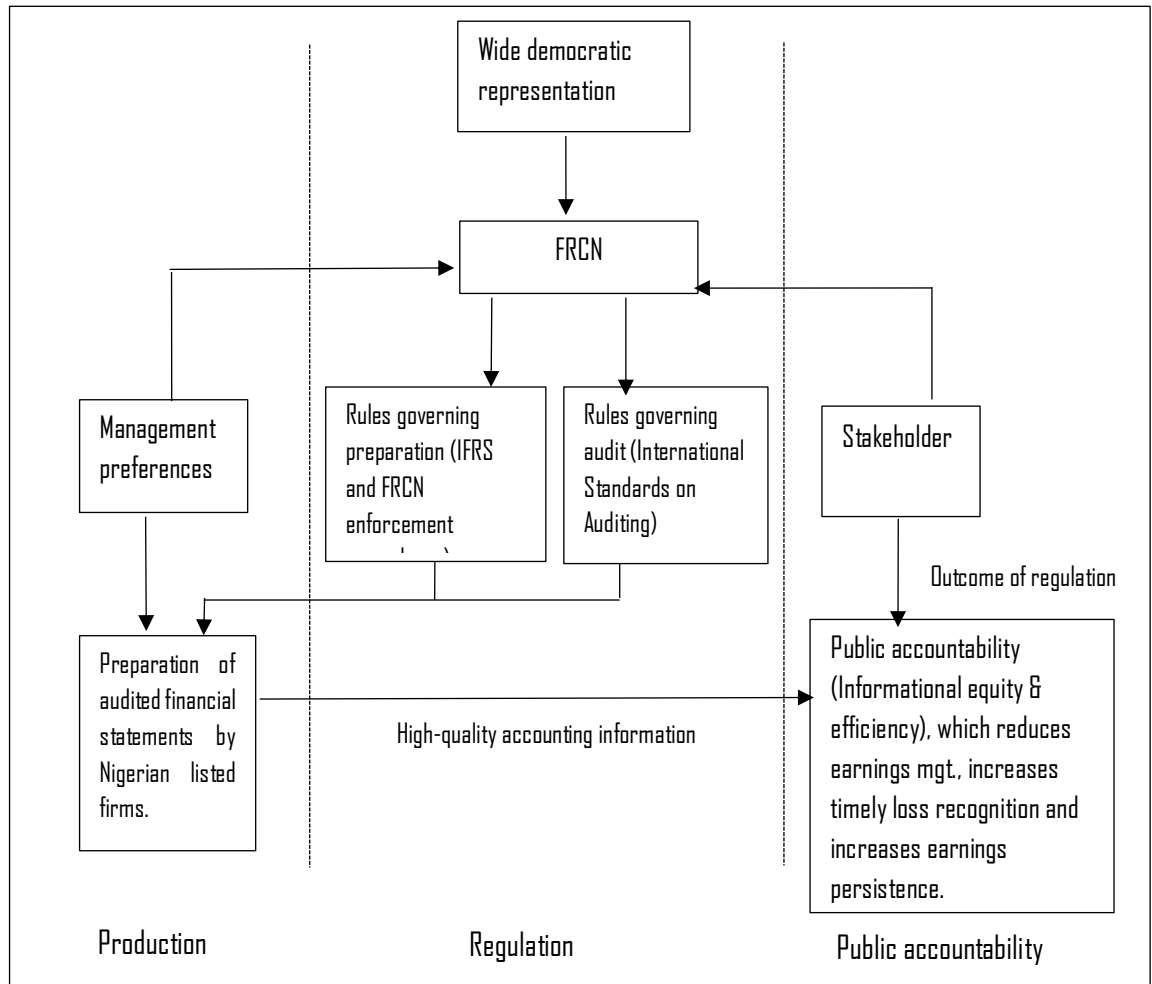 Wide democratic
representation
FRCN
Management
preferences
Rules governing
preparation (IFRS
and FRCN
enforcement
Rules governing
audit (International
Standards on
Auditing)
Stakeholder
Outcome of regulation
Preparation of
audited financial
statements by
Nigerian listed
firms.
High-quality accounting information
Public accountability
(Informational equity &
efficiency), which reduces
earnings mgt., increases
timely loss recognition and
increases earnings
persistence.
Production
Regulation
Public accountability